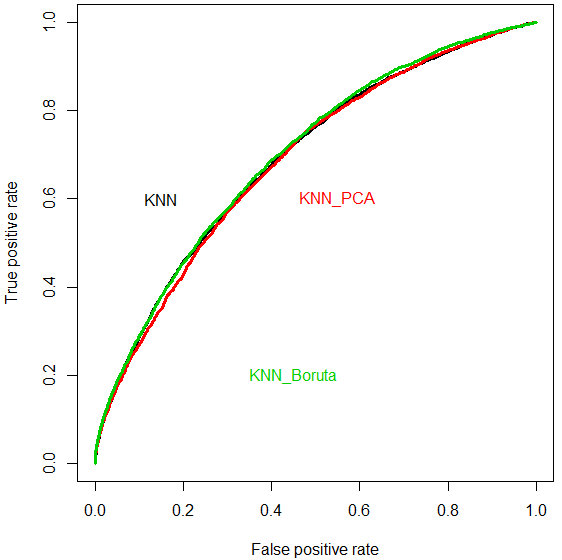 1.0
0.8
0.6
0.4
0.2
0.0
True positive rate
KNN
KNN_PCA
KNN_Boruta
0.0 0.2 0.4 0.6 0.8 1.0
False positive rate